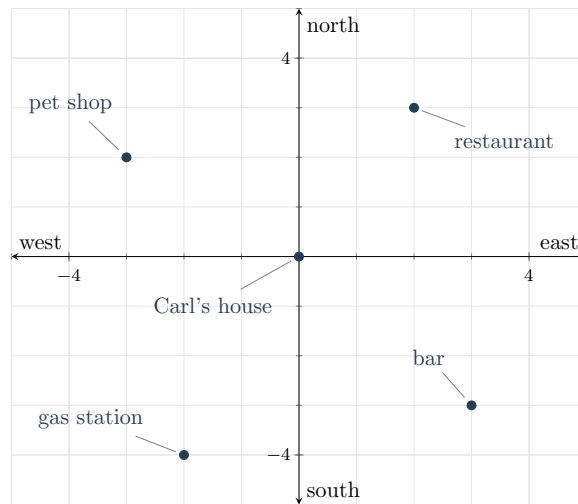 north
4
pet shop
restaurant
west
east
−4
4
Carl's house
bar
gas station
−4
south